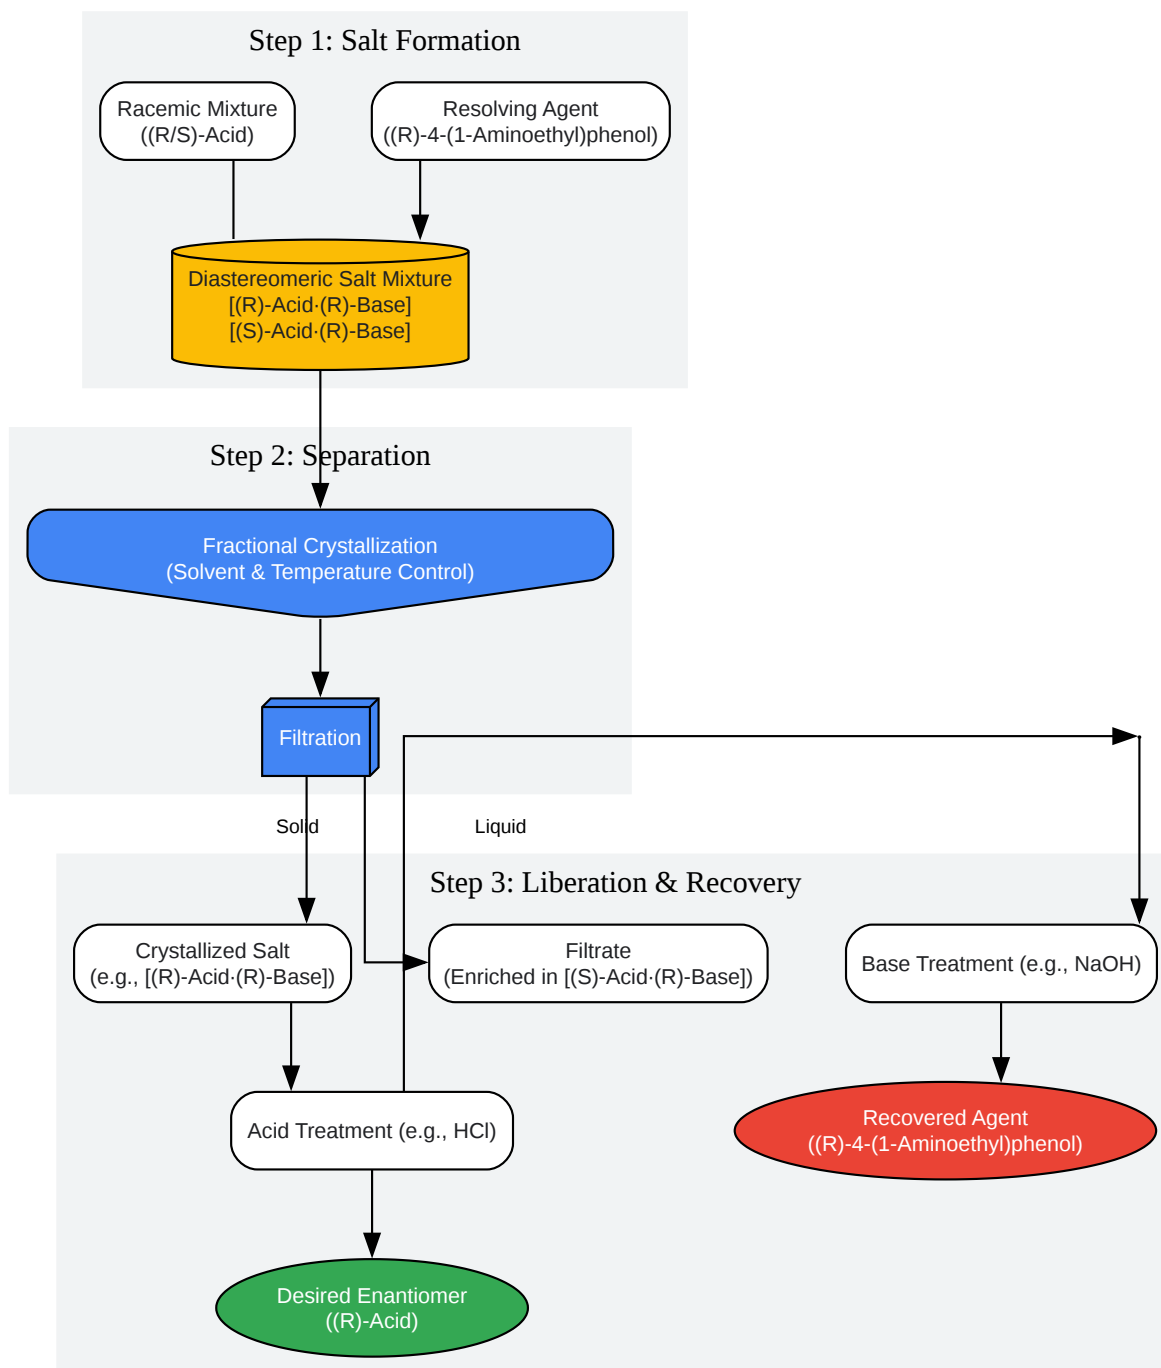 Step 1: Salt Formation
Racemic Mixture
((R/S)-Acid)
Resolving Agent
((R)-4-(1-Aminoethyl)phenol)
Diastereomeric Salt Mixture
[(R)-Acid·(R)-Base]
[(S)-Acid·(R)-Base]
Step 2: Separation
Fractional Crystallization
(Solvent & Temperature Control)
Filtration
Solid
Liquid
Step 3: Liberation & Recovery
Crystallized Salt
(e.g., [(R)-Acid·(R)-Base])
Filtrate
(Enriched in [(S)-Acid·(R)-Base])
Base Treatment (e.g., NaOH)
Acid Treatment (e.g., HCl)
Recovered Agent
((R)-4-(1-Aminoethyl)phenol)
Desired Enantiomer
((R)-Acid)